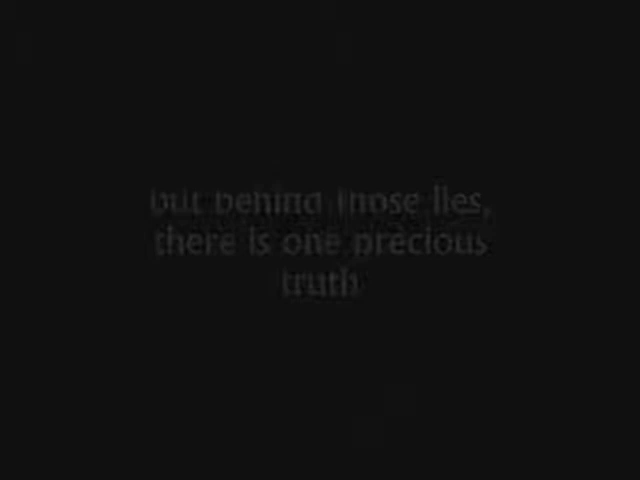 but behind those lies,
there is one precious
truth